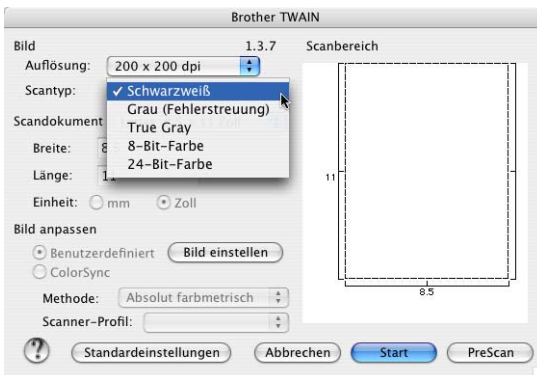 Brother TWAIN
Bild 1.3.7 Scanbereich
Auflösung: 200 x 200 dpi
Scantyp: ✓ Schwarzweiß
Grau (Fehlerstreuung)
True Gray
8-Bit-Farbe
24-Bit-Farbe
Scandokument
Breite:
Länge: 11
Einheit: mm Zoll
Bild anpassen
Benutzerdefiniert Bild einstellen
ColorSync
Methode: Absolut farbmetrisch
Scanner-Profil:
11
8.5
? Standardeinstellungen Abbrechen Start PreScan